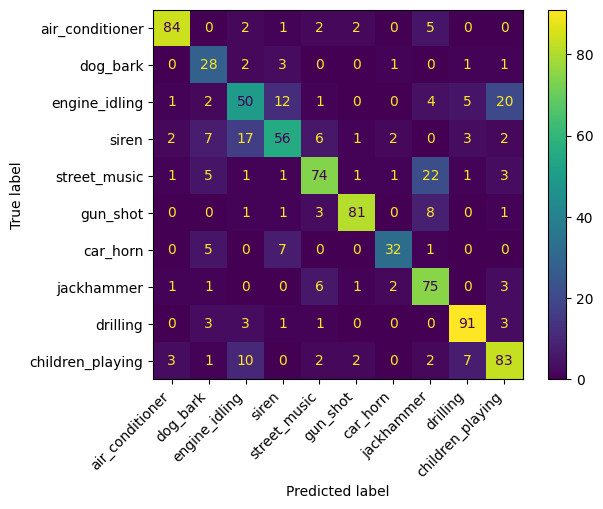 True label
air_conditioner 84 0 2 1 2 2 0 5 0 0
dog_bark 0 28 2 3 0 0 1 0 1 1
engine_idling 1 2 50 12 1 0 0 4 5 20
siren 2 7 17 56 6 1 2 0 3 2
street_music 1 5 1 1 74 1 1 22 1 3
gun_shot 0 0 1 1 3 81 0 8 0 1
car_horn 0 5 0 7 0 0 32 1 0 0
jackhammer 1 1 0 0 6 1 2 75 0 3
drilling 0 3 3 1 1 0 0 0 91 3
children_playing 3 1 10 0 2 2 0 2 7 83
air_conditioner dog_bark engine_idling siren street_music gun_shot car_horn jackhammer drilling children_playing
Predicted label
80
60
40
20
0